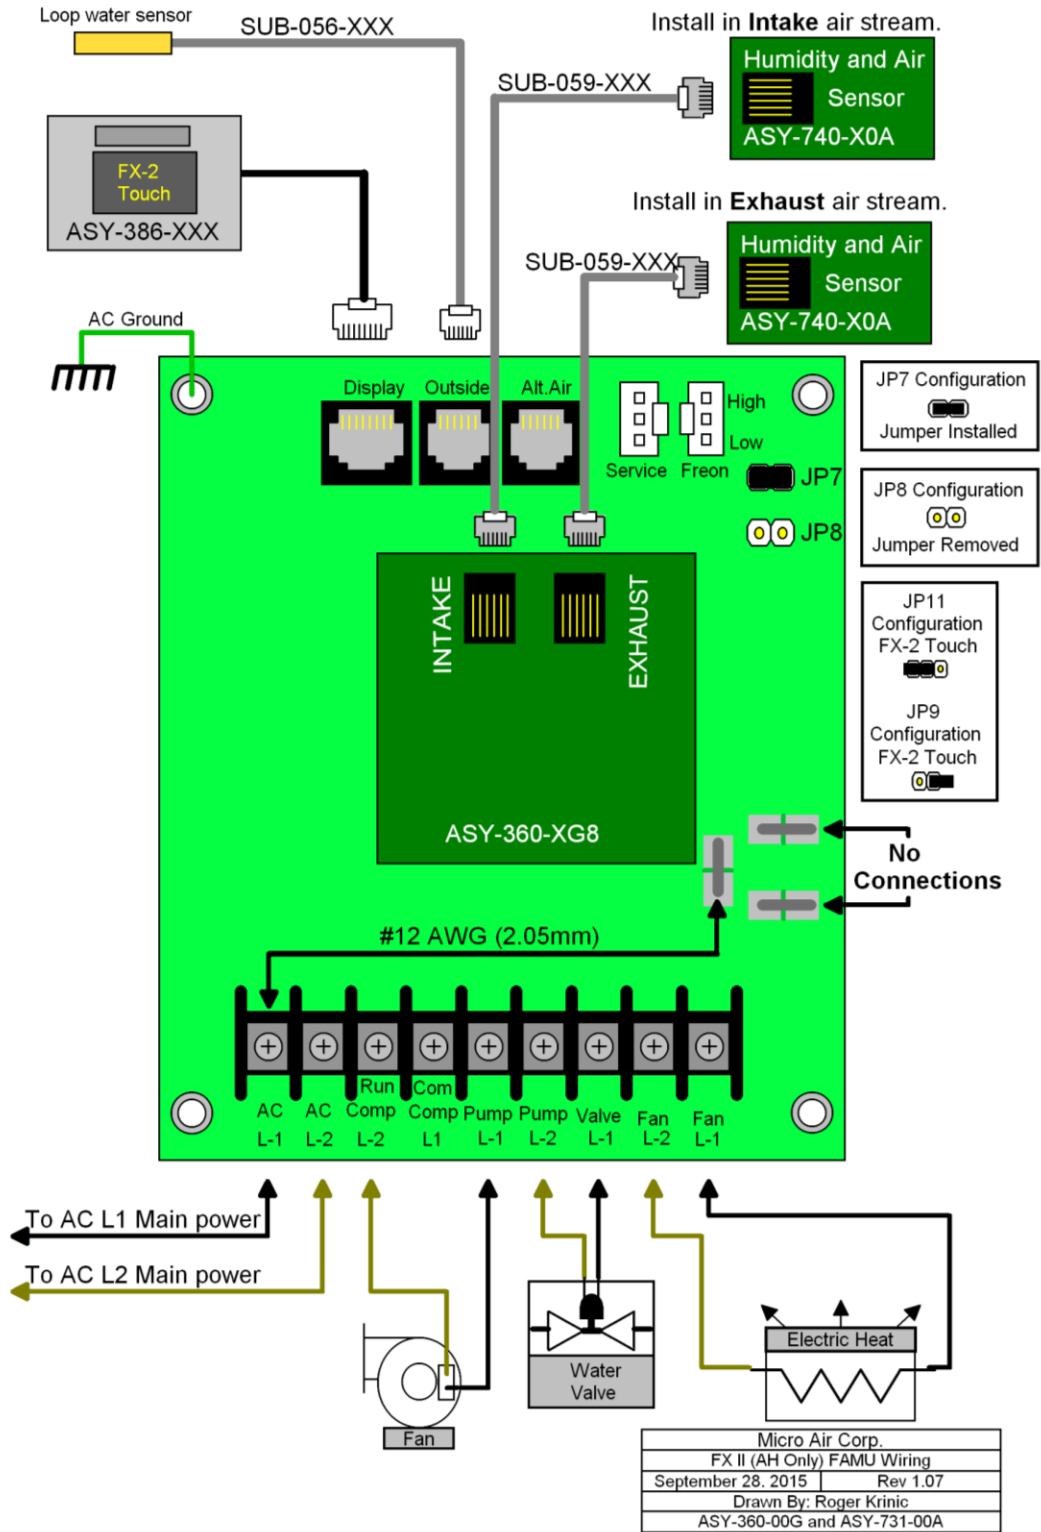 Loop water sensor
SUB-056-XXX
Install in Intake air stream.
Humidity and Air
Sensor
ASY-740-X0A
SUB-059-XXX
FX-2
Touch
ASY-386-XXX
Install in Exhaust air stream.
Humidity and Air
Sensor
ASY-740-X0A
SUB-059-XXX
AC Ground
Display
Outside
Alt.Air
High
Low
Service
Freon
JP7
JP8
JP7 Configuration
Jumper Installed
JP8 Configuration
Jumper Removed
JP11
Configuration
FX-2 Touch
JP9
Configuration
FX-2 Touch
INTAKE
EXHAUST
ASY-360-XG8
No
Connections
#12 AWG (2.05mm)
AC
L-1
AC
L-2
Run
Comp
L-2
Com
Comp
L1
Pump
L-1
Pump
L-2
Valve
L-1
Fan
L-2
Fan
L-1
To AC L1 Main power
To AC L2 Main power
Fan
Water
Valve
Electric Heat
Micro Air Corp.
FX II (AH Only) FAMU Wiring
September 28. 2015
Rev 1.07
Drawn By: Roger Krinic
ASY-360-00G and ASY-731-00A